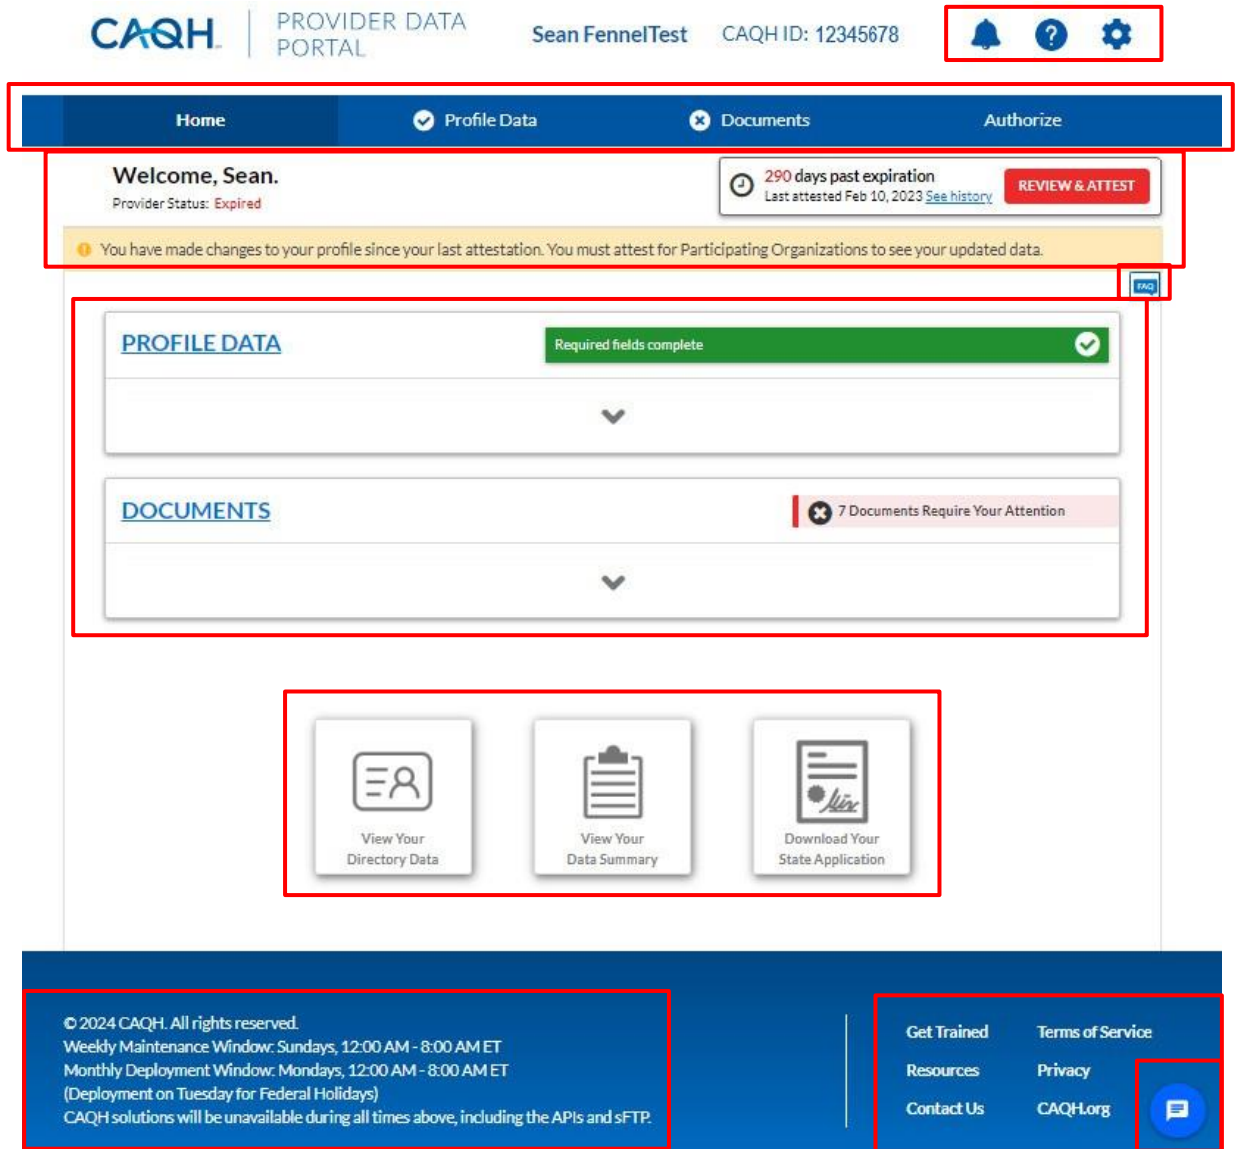 CAQH.
PROVIDER DATA
PORTAL
Sean FennelTest
CAQH ID: 12345678
Home
Profile Data
Documents
Authorize
Welcome, Sean.
Provider Status: Expired
290 days past expiration
Last attested Feb 10, 2023 See history
REVIEW & ATTEST
You have made changes to your profile since your last attestation. You must attest for Participating Organizations to see your updated data.
FAQ
PROFILE DATA
Required fields complete
DOCUMENTS
7 Documents Require Your Attention
View Your
Directory Data
View Your
Data Summary
Download Your
State Application
© 2024 CAQH. All rights reserved.
Weekly Maintenance Window: Sundays, 12:00 AM - 8:00 AM ET
Monthly Deployment Window: Mondays, 12:00 AM - 8:00 AM ET
(Deployment on Tuesday for Federal Holidays)
CAQH solutions will be unavailable during all times above, including the APIs and sFTP.
Get Trained
Terms of Service
Resources
Privacy
Contact Us
CAQH.org